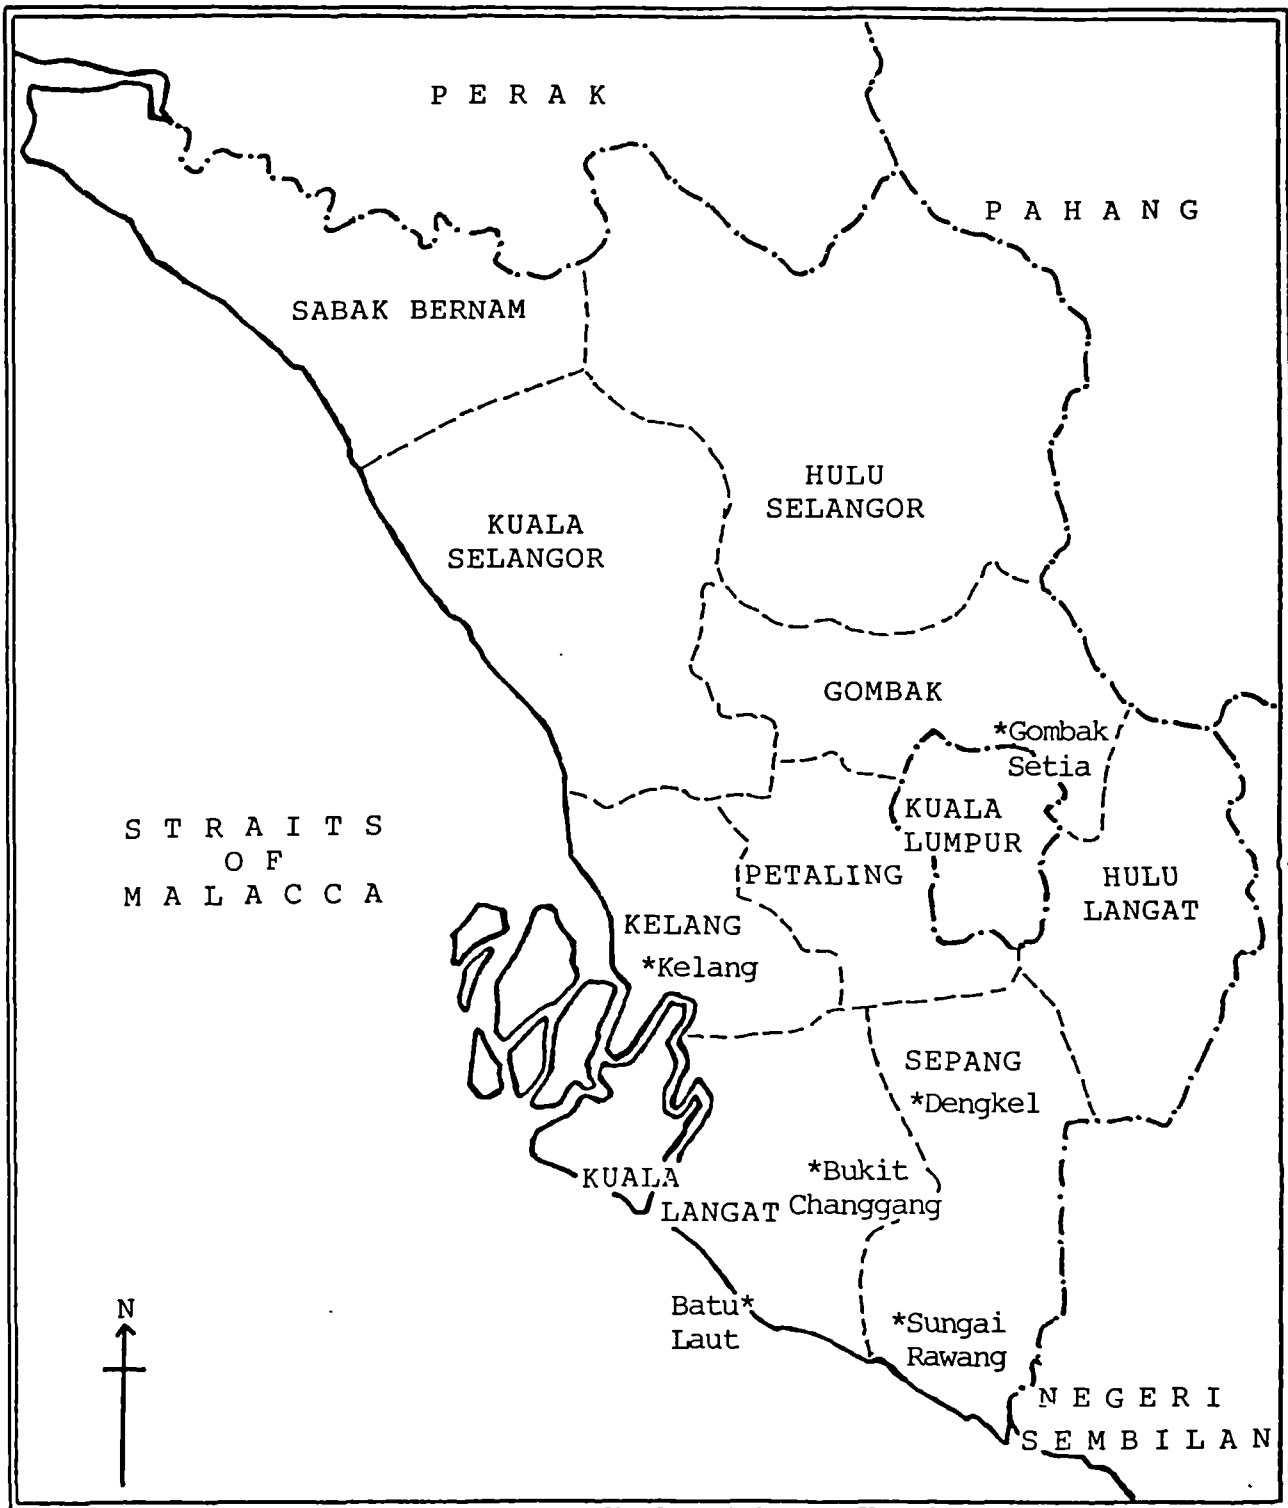 P E R A K
P A H A N G
SABAK BERNAM
HULU
SELANGOR
KUALA
SELANGOR
GOMBAK
*Gombak
Setia
KUALA
LUMPUR
S T R A I T S
O F
M A L A C C A
PETALING
HULU
LANGAT
KELANG
*Kelang
SEPANG
*Dengkel
KUALA
LANGAT
*Bukit
Changgang
Batu*
Laut
*Sungai
Rawang
N
N E G E R I
S E M B I L A N